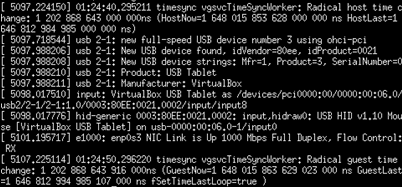 [ 5097.224150] 01:24:40.295211 timesync vgsvcTimeSyncWorker: Radical host time c
hange: 1 202 868 643 000 000ns (HostNow=1 648 015 853 628 000 000 ns HostLast=1
646 812 984 985 000 000 ns)
[ 5097.719544] usb 2-1: new full-speed USB device number 3 using ohci-pci
[ 5097.988206] usb 2-1: New USB device found, idVendor=80ee, idProduct=0021
[ 5097.988208] usb 2-1: New USB device strings: Mfr=1, Product=3, SerialNumber=0
[ 5097.988210] usb 2-1: Product: USB Tablet
[ 5097.988211] usb 2-1: Manufacturer: VirtualBox
[ 5098.017510] input: VirtualBox USB Tablet as /devices/pci0000:00/0000:00:06.0/
usb2/2-1/2-1:1.0/0003:80EE:0021.0002/input/input8
[ 5098.017776] hid-generic 0003:80EE:0021.0002: input,hidraw0: USB HID v1.10 Mou
se [VirtualBox USB Tablet] on usb-0000:00:06.0-1/input0
[ 5101.195717] e1000: enp0s3 NIC Link is Up 1000 Mbps Full Duplex, Flow Control:
RX
[ 5107.225114] 01:24:50.296220 timesync vgsvcTimeSyncWorker: Radical guest time
change: 1 202 868 643 916 000ns (GuestNow=1 648 015 863 629 023 000 ns GuestLast
=1 646 812 994 985 107 000 ns fSetTimeLastLoop=true )